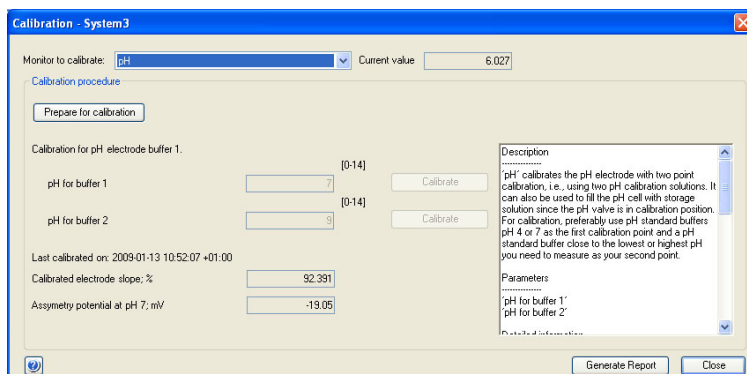 Calibration - System3
Monitor to calibrate: pH Current value 6.027
Calibration procedure
Prepare for calibration
Calibration for pH electrode buffer 1.
[0-14]
pH for buffer 1 7 Calibrate
[0-14]
pH for buffer 2 9 Calibrate
Last calibrated on: 2009-01-13 10:52:07 +01:00
Calibrated electrode slope; % 92.391
Assymetry potential at pH 7; mV -19.05
Description
---------------
'pH' calibrates the pH electrode with two point
calibration, i.e., using two pH calibration solutions. It
can also be used to fill the pH cell with storage
solution since the pH valve is in calibration position.
For calibration, preferably use pH standard buffers
pH 4 or 7 as the first calibration point and a pH
standard buffer close to the lowest or highest pH
you need to measure as your second point.
Parameters
---------------
'pH for buffer 1'
'pH for buffer 2'
Detailed information
Generate Report Close